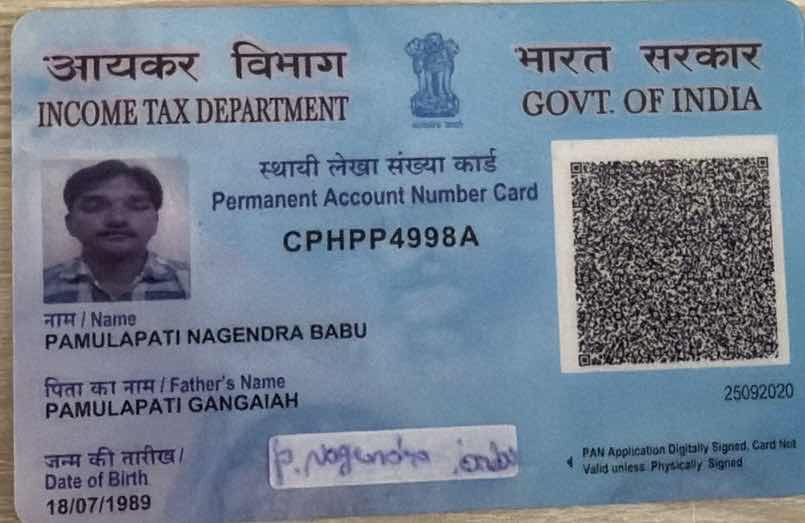 आयकर विभाग
INCOME TAX DEPARTMENT
भारत सरकार
GOVT. OF INDIA
स्थायी लेखा संख्या कार्ड
Permanent Account Number Card
CPHPP4998A
नाम / Name
PAMULAPATI NAGENDRA BABU
पिता का नाम / Father's Name
PAMULAPATI GANGAIAH
25092020
जन्म की तारीख /
Date of Birth
18/07/1989
P. Nagendra
PAN Application Digitally Signed, Card Not
Valid unless Physically Signed